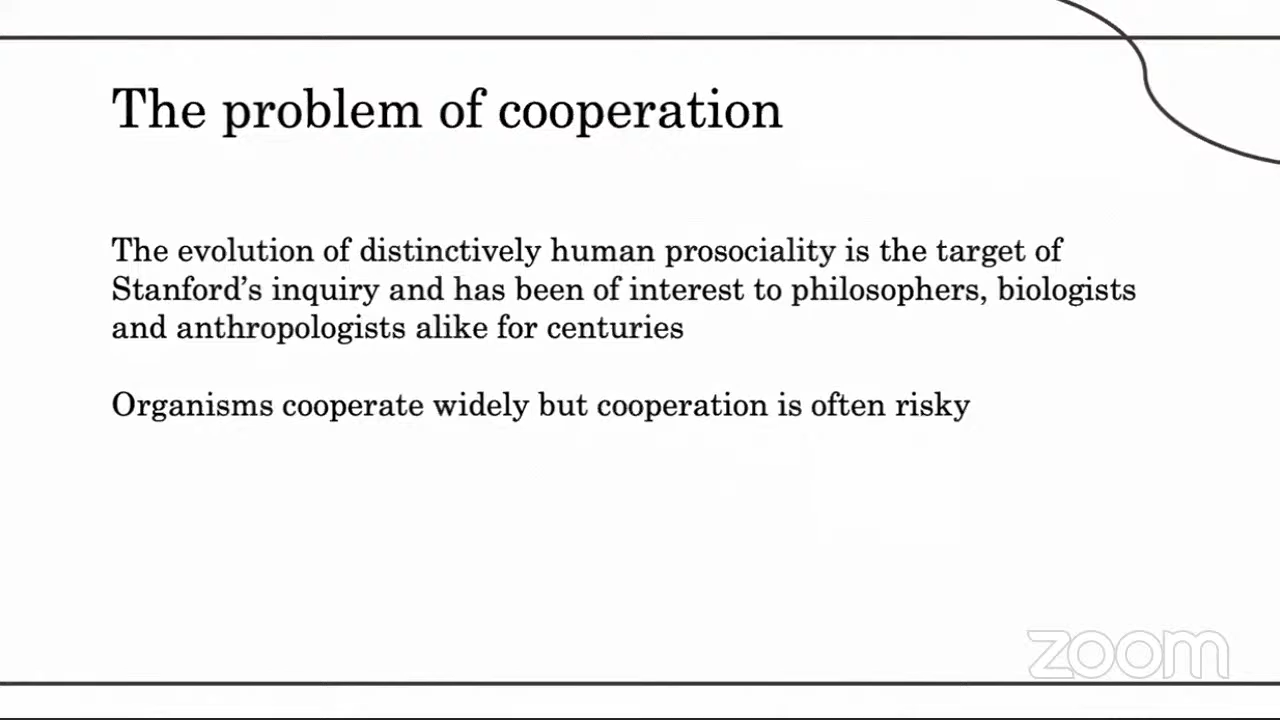 The problem of cooperation
The evolution of distinctively human prosociality is the target of
Stanford's inquiry and has been of interest to philosophers, biologists
and anthropologists alike for centuries
Organisms cooperate widely but cooperation is often risky
zoom